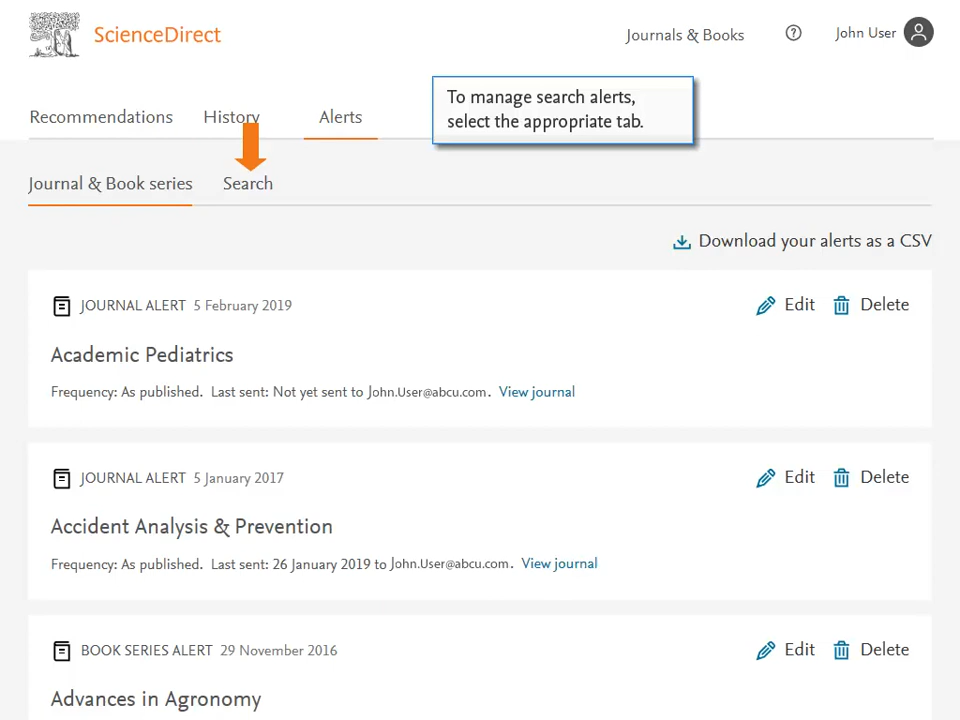 ScienceDirect
Journals & Books
?
John User
To manage search alerts,
select the appropriate tab.
Recommendations
History
Alerts
Journal & Book series
Search
Download your alerts as a CSV
JOURNAL ALERT 5 February 2019
Edit
Delete
Academic Pediatrics
Frequency: As published. Last sent: Not yet sent to John.User@abcu.com. View journal
JOURNAL ALERT 5 January 2017
Edit
Delete
Accident Analysis & Prevention
Frequency: As published. Last sent: 26 January 2019 to John.User@abcu.com. View journal
BOOK SERIES ALERT 29 November 2016
Edit
Delete
Advances in Agronomy